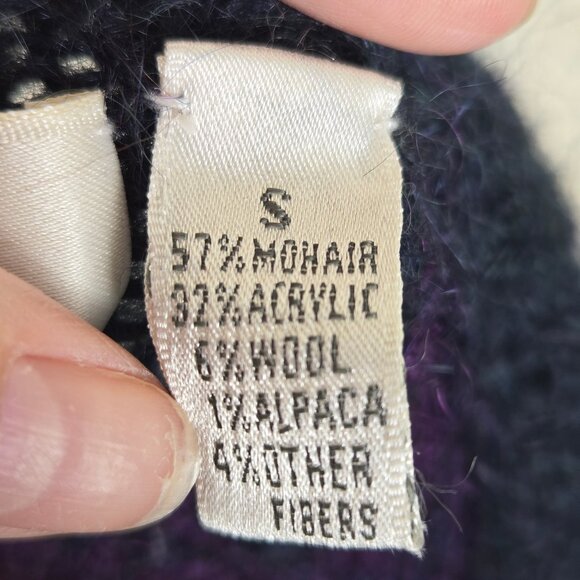 S
57% MOHAIR
32% ACRYLIC
6% WOOL
1% ALPACA
4% OTHER
FIBERS